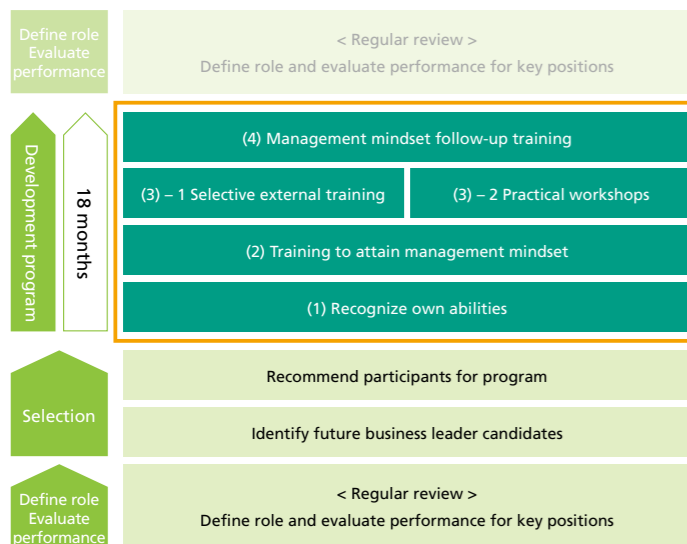 Define role
Evaluate
performance
< Regular review >
Define role and evaluate performance for key positions
Development program
18 months
(4) Management mindset follow-up training
(3) – 1 Selective external training
(3) – 2 Practical workshops
(2) Training to attain management mindset
(1) Recognize own abilities
Selection
Recommend participants for program
Identify future business leader candidates
Define role
Evaluate
performance
< Regular review >
Define role and evaluate performance for key positions